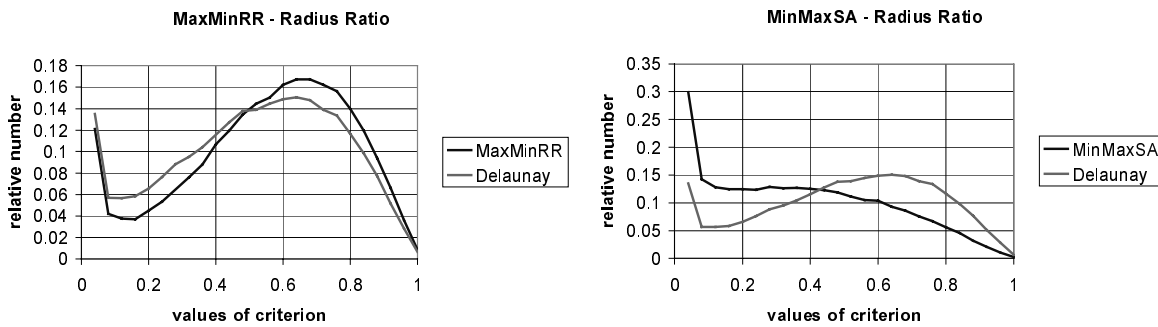 MaxMinRR - Radius Ratio
relative number
0.18
0.16
0.14
0.12
0.1
0.08
0.06
0.04
0.02
0
0 0.2 0.4 0.6 0.8 1
values of criterion
MaxMinRR
Delaunay
MinMaxSA - Radius Ratio
relative number
0.35
0.3
0.25
0.2
0.15
0.1
0.05
0
0 0.2 0.4 0.6 0.8 1
values of criterion
MinMaxSA
Delaunay